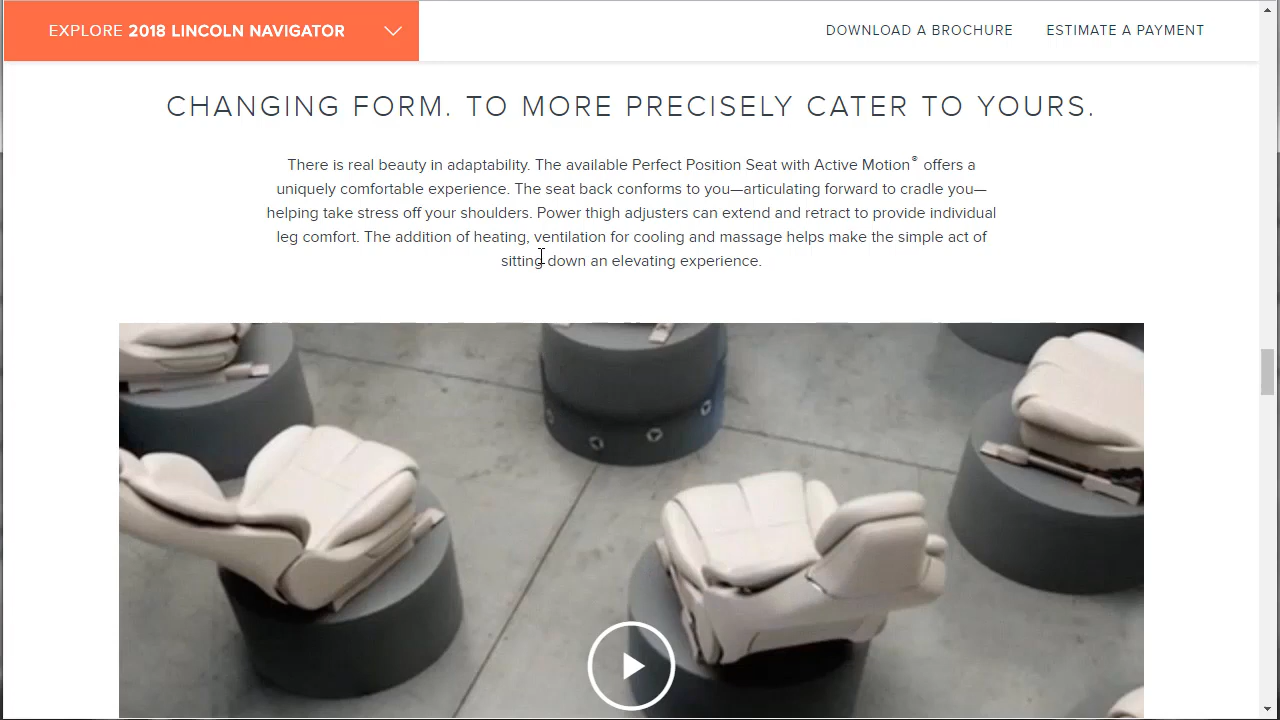 EXPLORE 2018 LINCOLN NAVIGATOR
DOWNLOAD A BROCHURE
ESTIMATE A PAYMENT
CHANGING FORM. TO MORE PRECISELY CATER TO YOURS.
There is real beauty in adaptability. The available Perfect Position Seat with Active Motion® offers a
uniquely comfortable experience. The seat back conforms to you—articulating forward to cradle you—
helping take stress off your shoulders. Power thigh adjusters can extend and retract to provide individual
leg comfort. The addition of heating, ventilation for cooling and massage helps make the simple act of
sitting down an elevating experience.